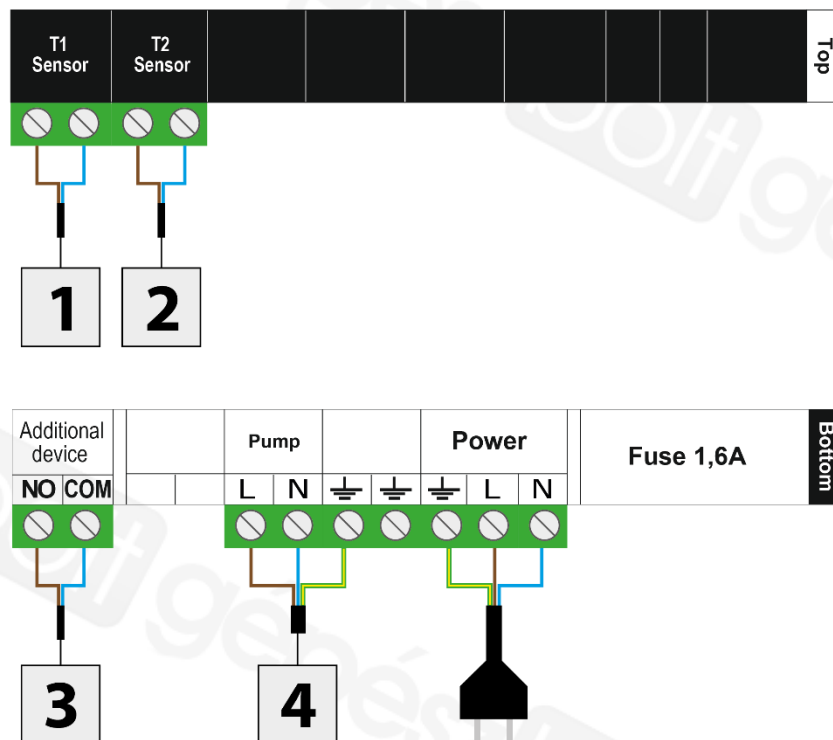 T1
Sensor
T2
Sensor
Top
1
2
Additional
device
Pump
Power
Fuse 1,6A
Bottom
NO COM
L N L N
3
4